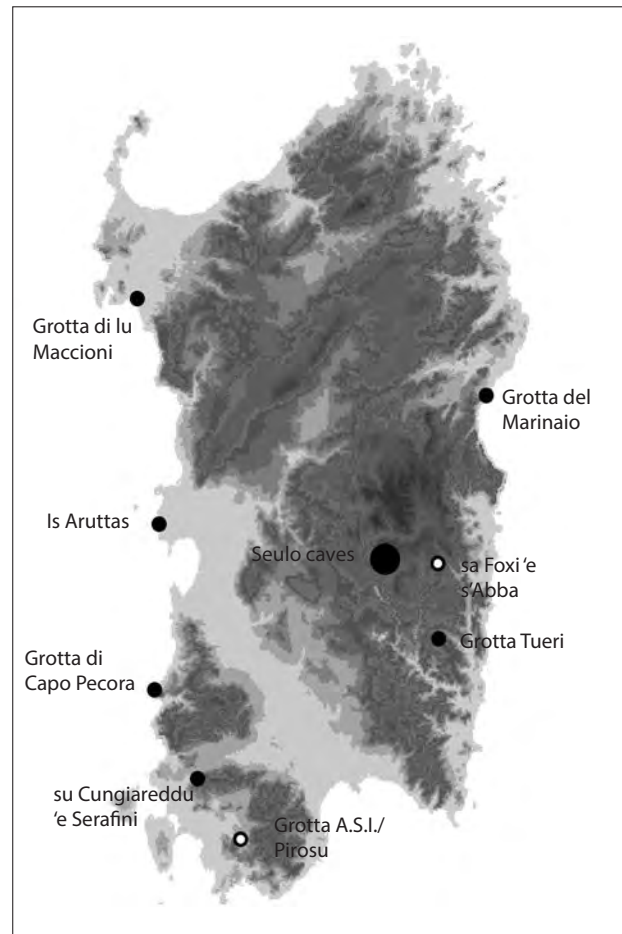 Grotta di lu
Maccioni
Grotta del
Marinaio
Is Aruttas
Seulo caves
sa Foxi ‘e
s’Abba
Grotta Tueri
Grotta di
Capo Pecora
su Cungiareddu
‘e Serafini
Grotta A.S.I./
Pirosu